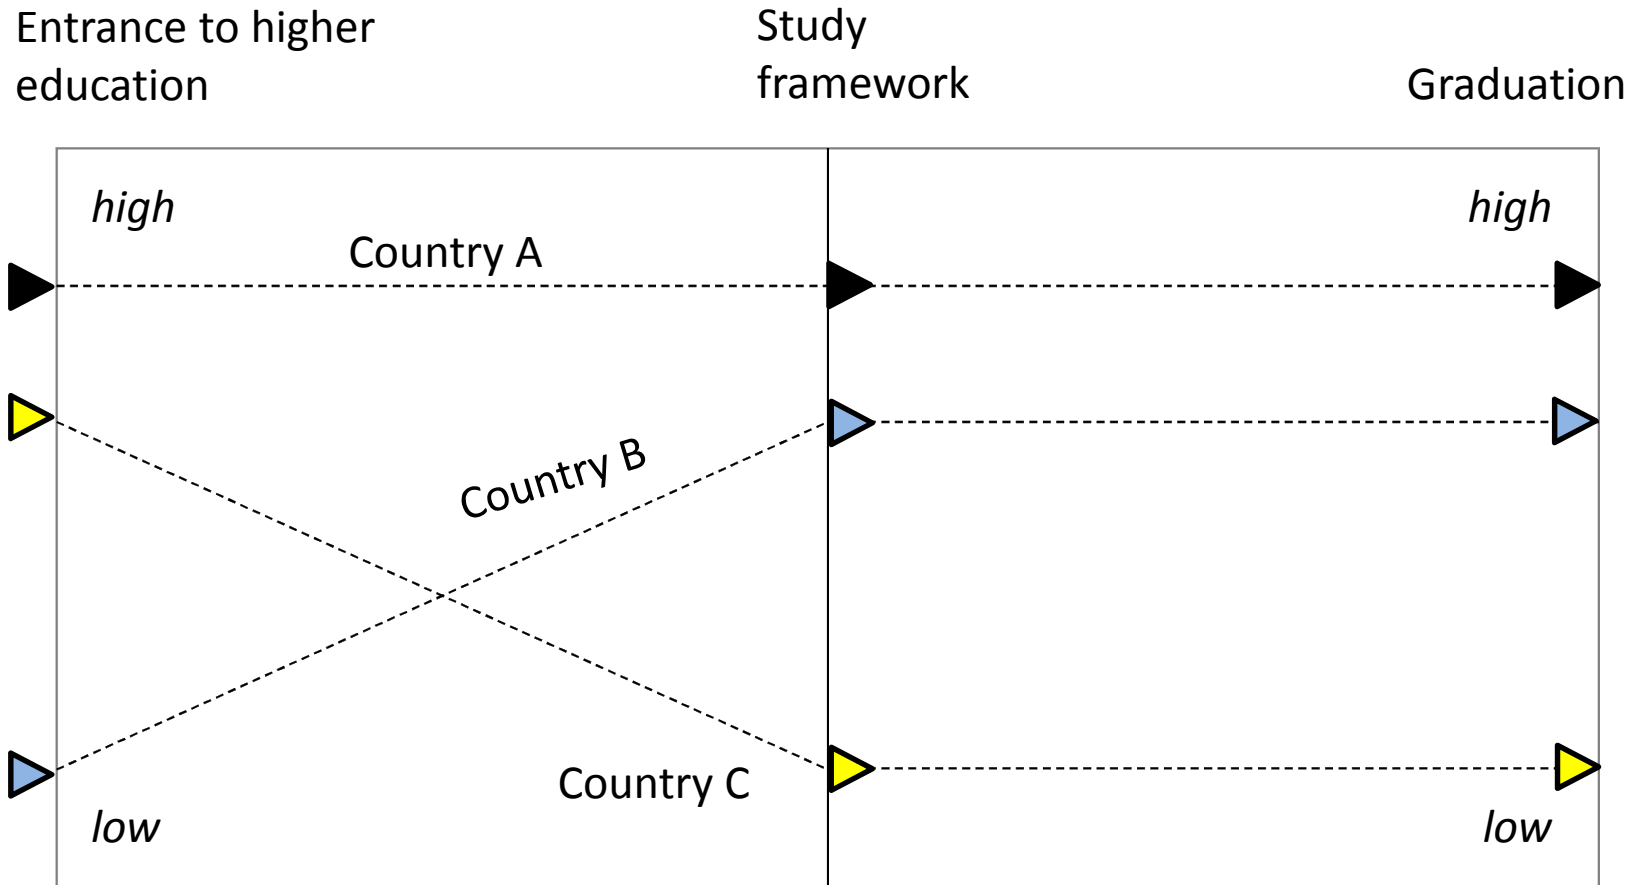 Entrance to higher
education
Study
framework
Graduation
high
high
Country A
Country B
Country C
low
low